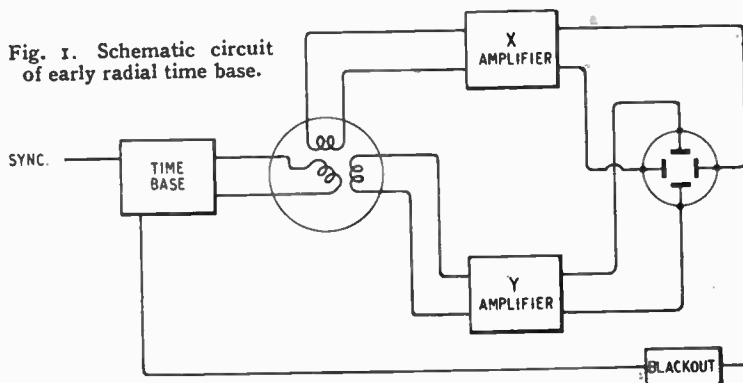 Fig. 1. Schematic circuit
of early radial time base.
X
AMPLIFIER
SYNC.
TIME
BASE
Y
AMPLIFIER
BLACKOUT